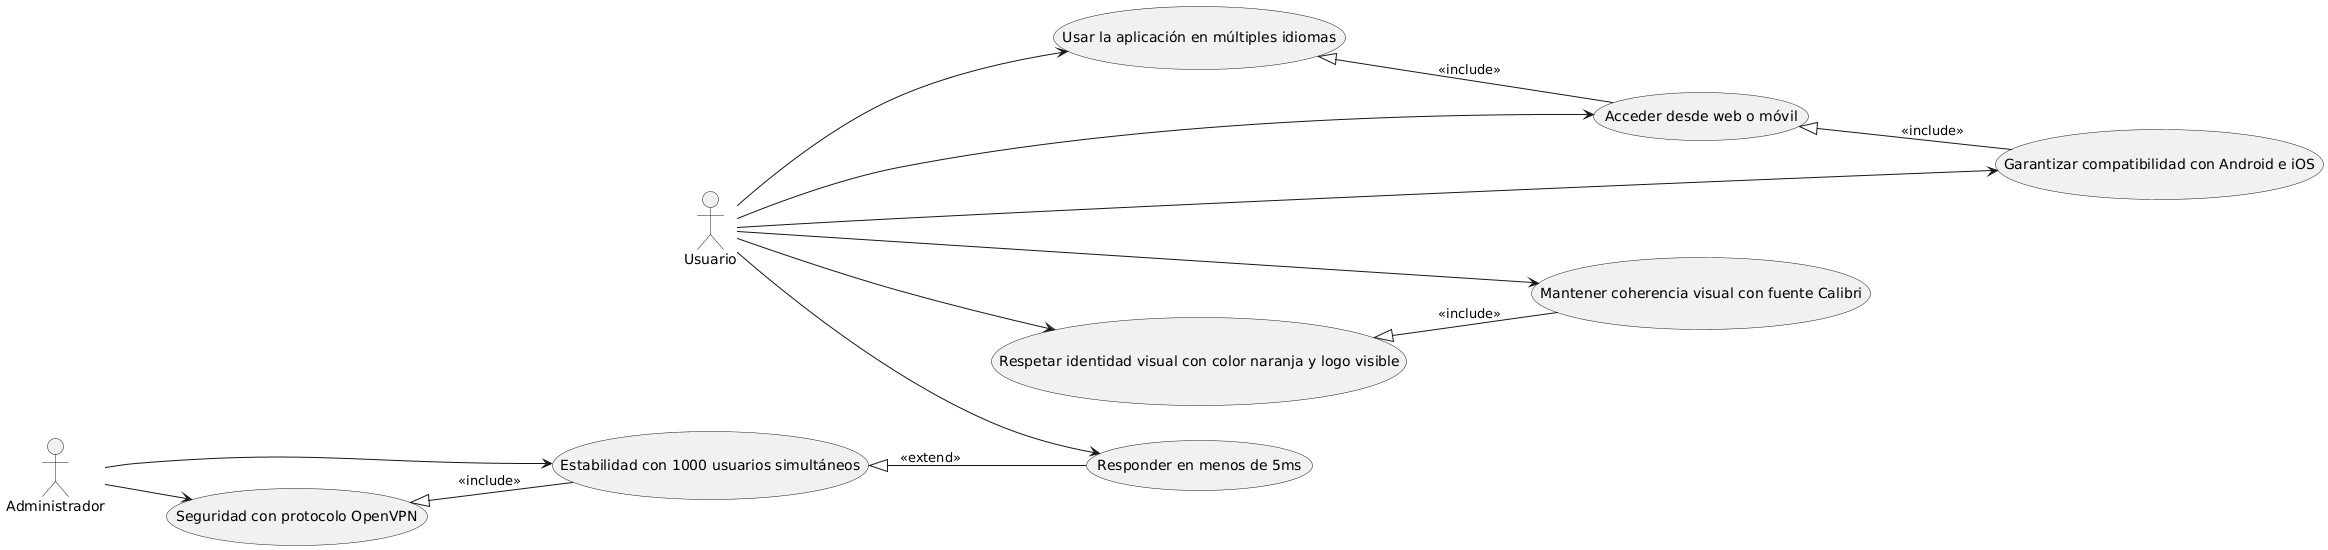 Usar la aplicación en múltiples idiomas
«include»
Acceder desde web o móvil
«include»
Garantizar compatibilidad con Android e iOS
Usuario
Mantener coherencia visual con fuente Calibri
«include»
Respetar identidad visual con color naranja y logo visible
Administrador
Estabilidad con 1000 usuarios simultáneos
«extend»
Responder en menos de 5ms
«include»
Seguridad con protocolo OpenVPN